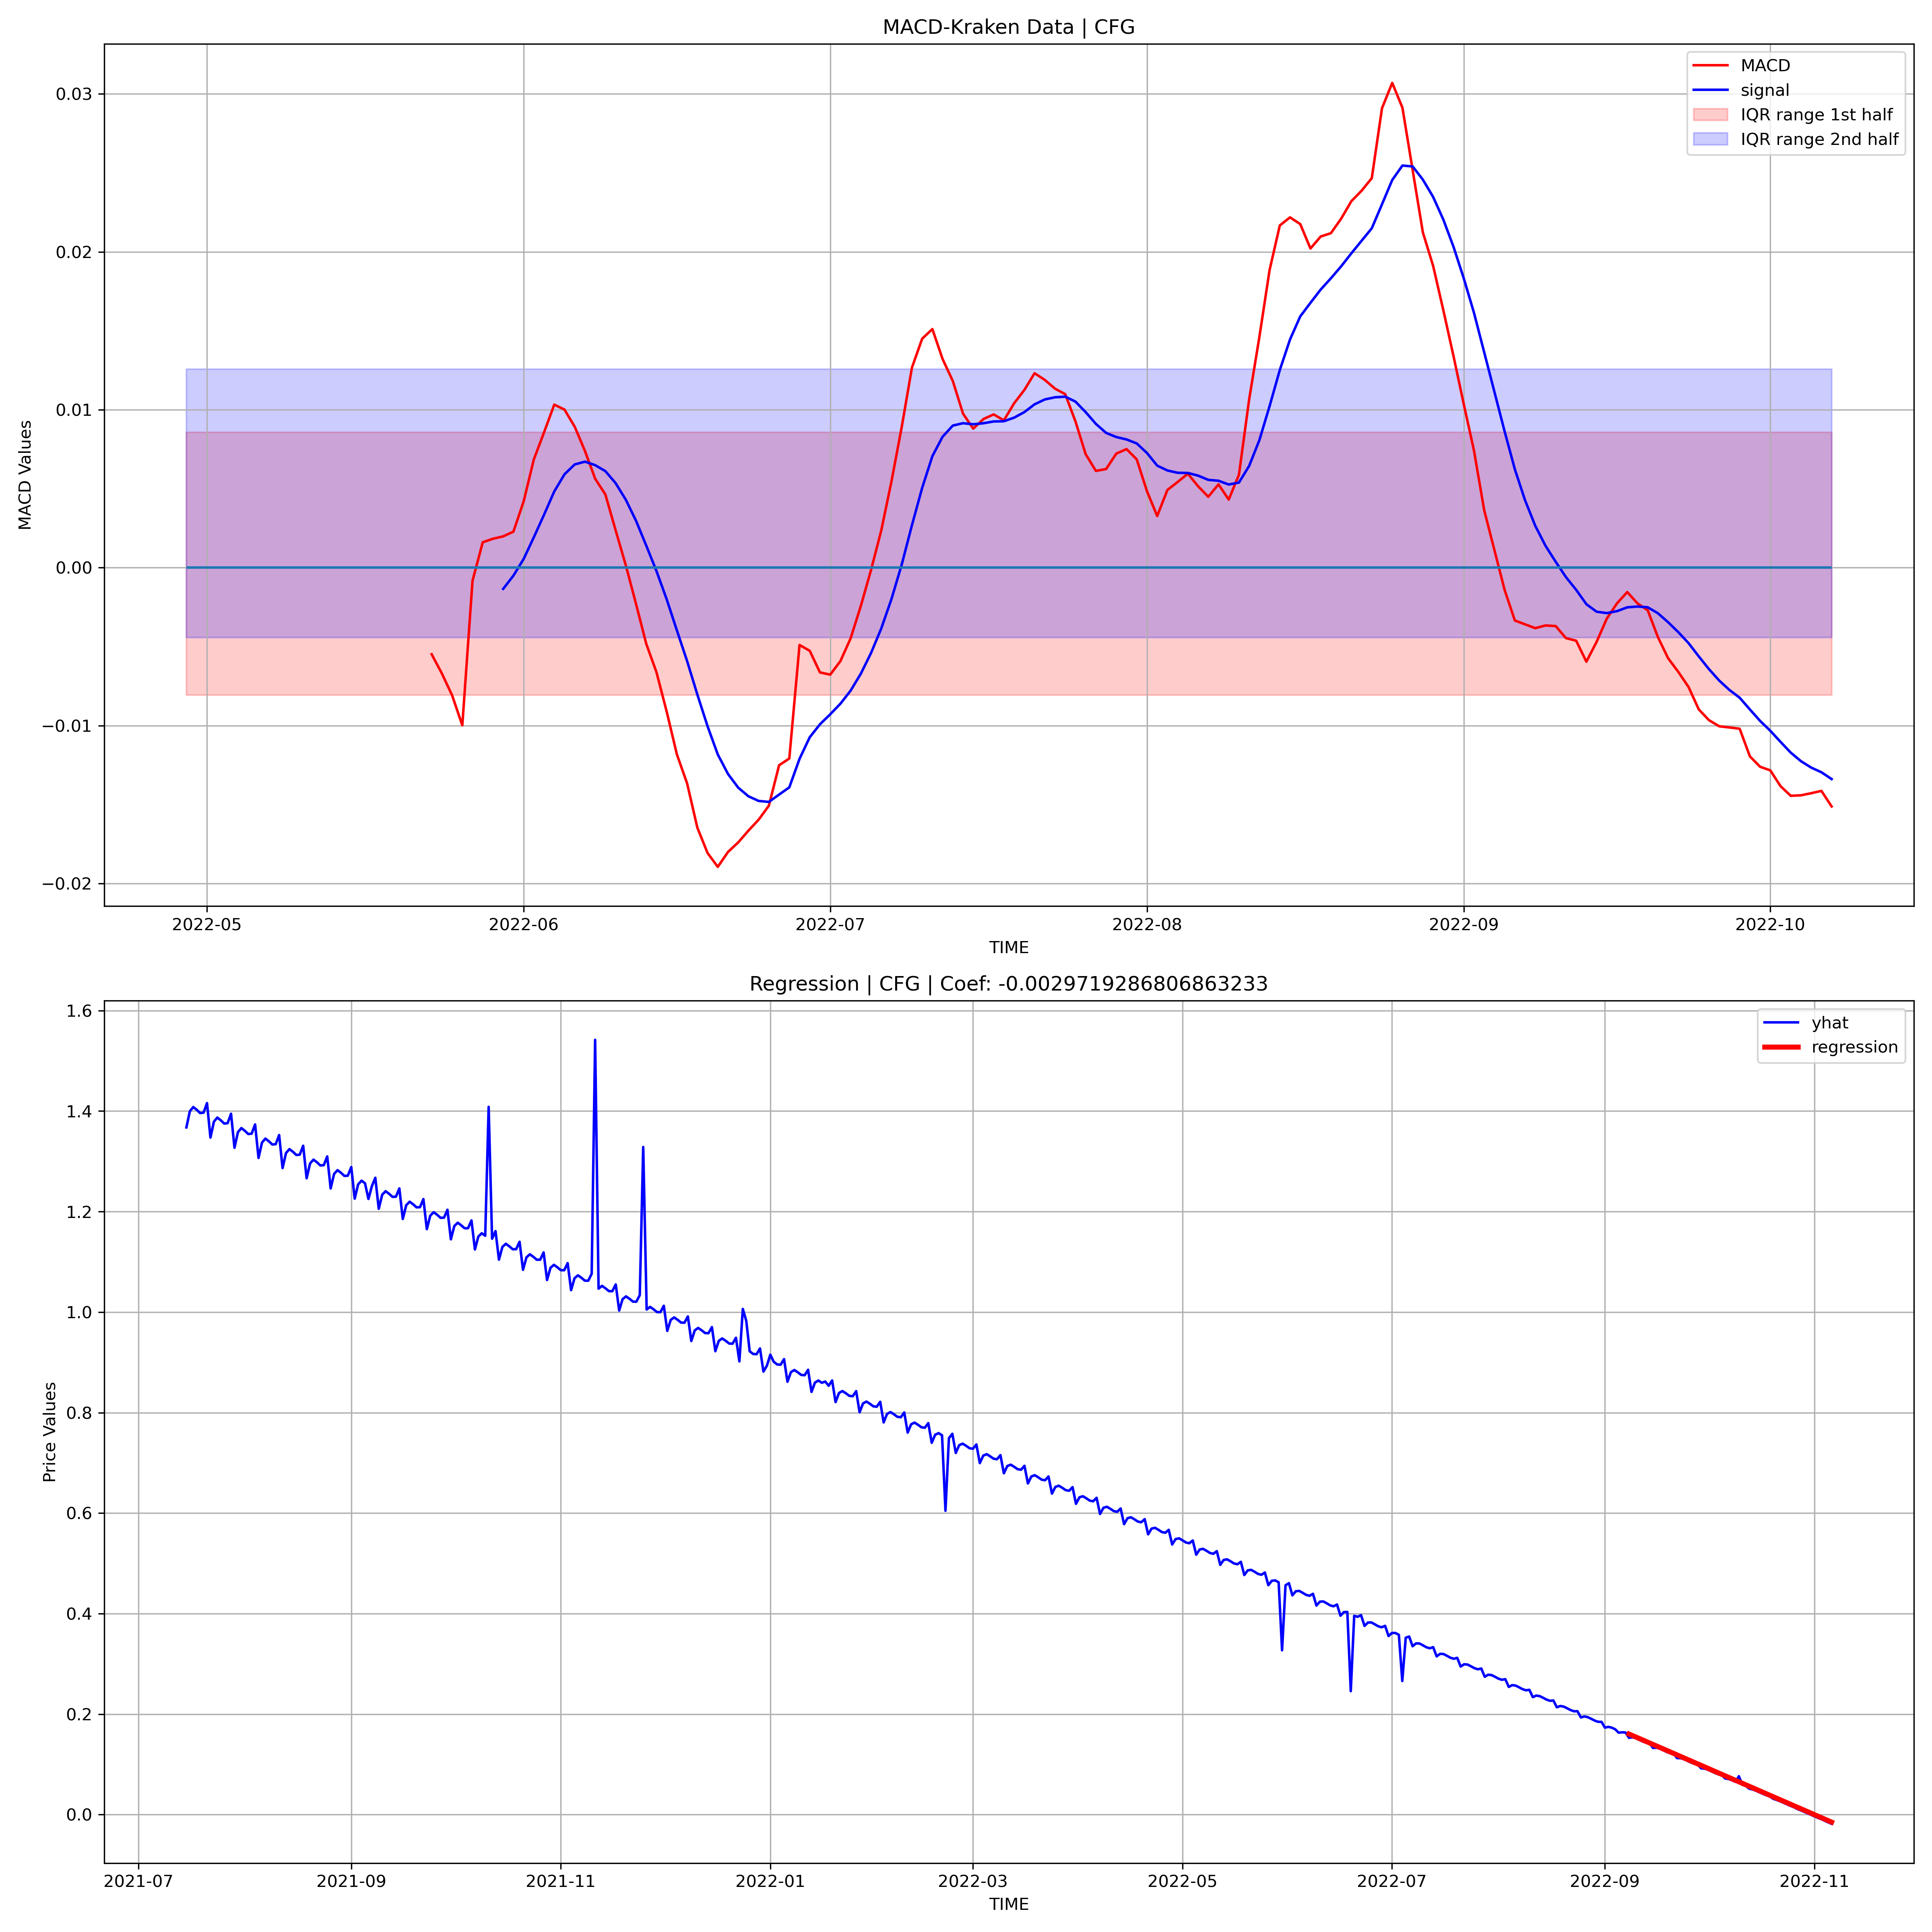 MACD-Kraken Data | CFG
MACD
signal
IQR range 1st half
IQR range 2nd half
MACD Values
0.03
0.02
0.01
0.00
−0.01
−0.02
2022-05 2022-06 2022-07 2022-08 2022-09 2022-10
TIME
Regression | CFG | Coef: -0.0029719286806863233
yhat
regression
Price Values
1.6
1.4
1.2
1.0
0.8
0.6
0.4
0.2
0.0
2021-07 2021-09 2021-11 2022-01 2022-03 2022-05 2022-07 2022-09 2022-11
TIME